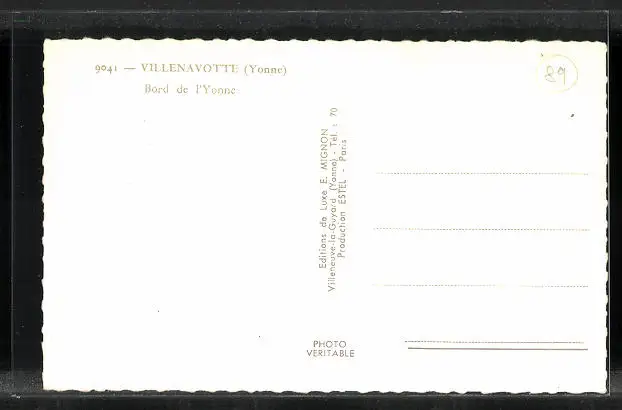 9041 — VILLENAVOTTE (Yonne)
Bord de l'Yonne
89
Editions de Luxe E. MIGNON
Villeneuve-la-Guyard (Yonne) - Tél. : 70
Production ESTEL - Paris
PHOTO
VERITABLE